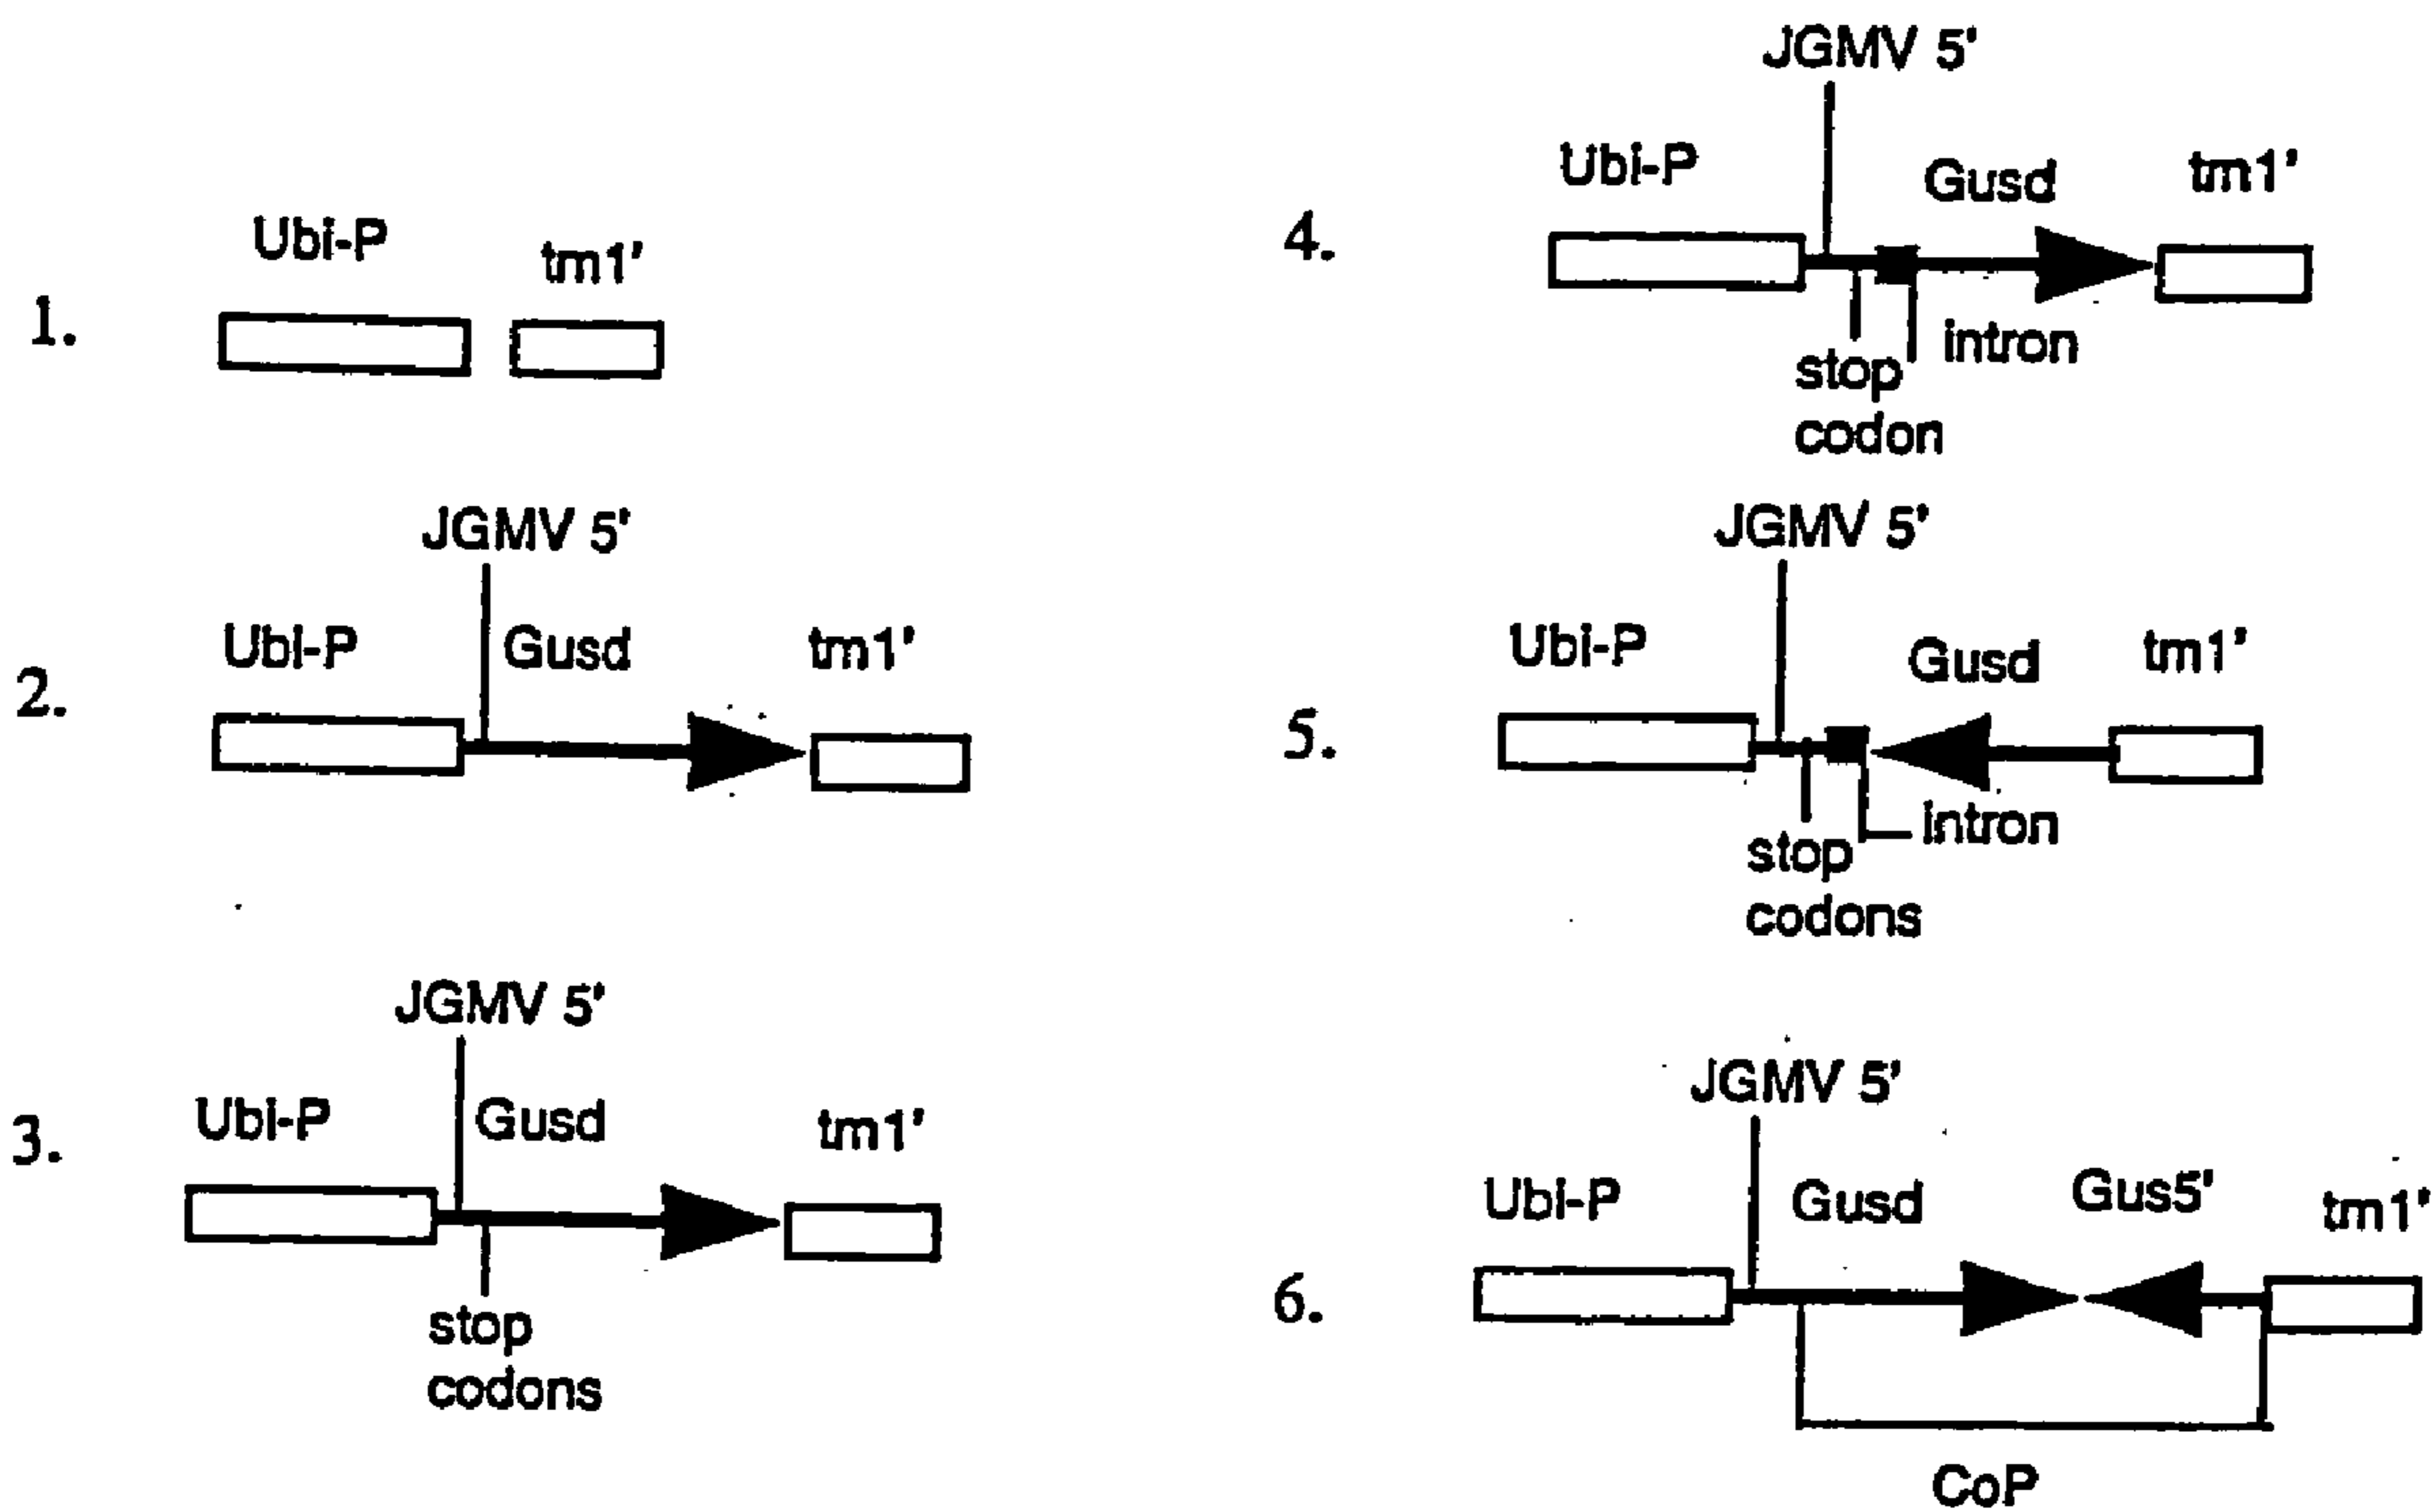 1.
Ubi-P
tm1'
2.
JGMV 5'
Ubi-P
Gusd
tm1'
3.
JGMV 5'
Ubi-P
Gusd
tm1'
stop
codons
4.
JGMV 5'
Ubi-P
Gusd
tm1'
stop
codon
intron
5.
JGMV 5'
Ubi-P
Gusd
tm1'
stop
codons
intron
6.
JGMV 5'
Ubi-P
Gusd
Gus5'
tm1'
CoP